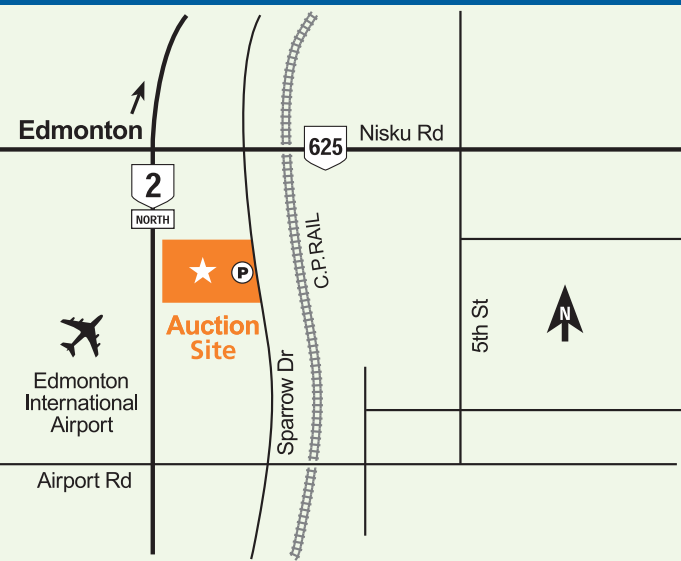 Edmonton
Nisku Rd
625
2
NORTH
P
Auction
Site
C.P. RAIL
N
5th St
Sparrow Dr
Edmonton
International
Airport
Airport Rd